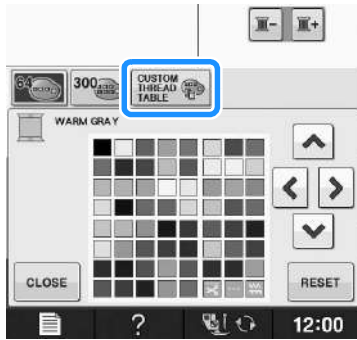 64
300
CUSTOM
THREAD
TABLE
WARM GRAY
CLOSE
RESET
?
12:00